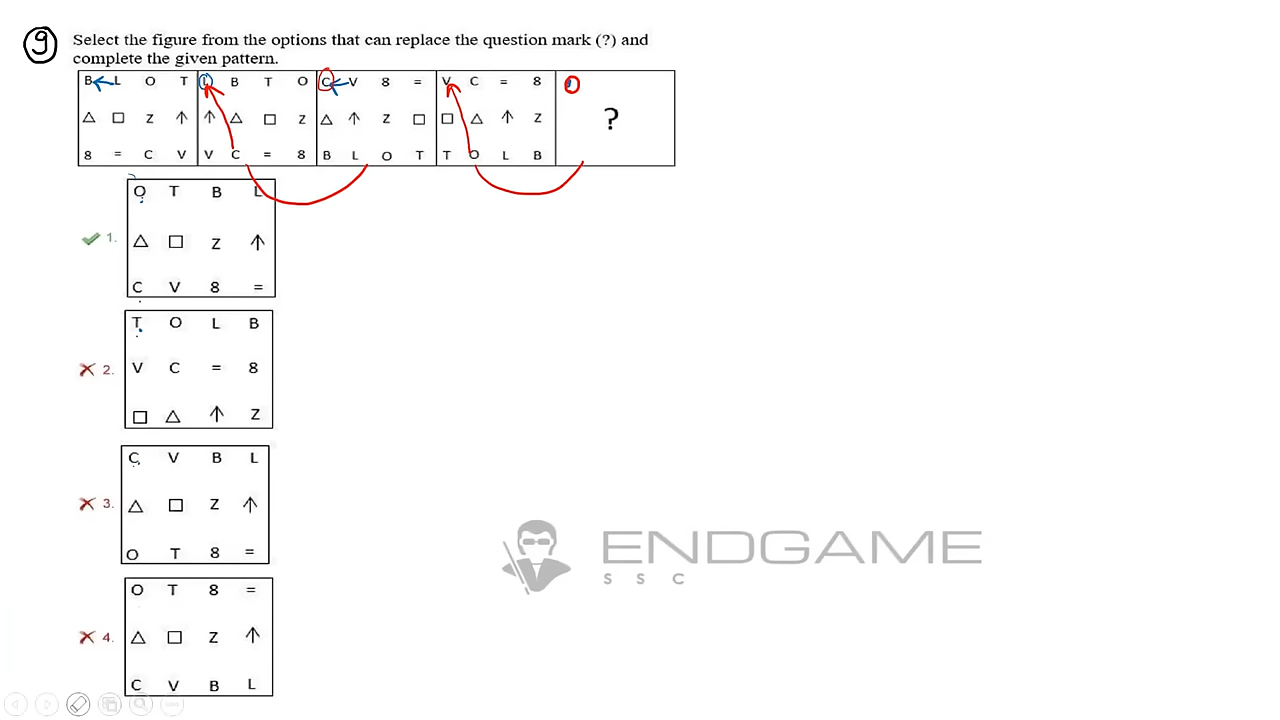 9
Select the figure from the options that can replace the question mark (?) and
complete the given pattern.
B L O T L B T O C V 8 = V C = 8 O
△ □ Z ↑ ↑ △ □ Z △ ↑ Z □ □ △ ↑ Z ?
8 = C V V C = 8 B L O T T O L B
O T B L
1. △ □ Z ↑
C V 8 =
T O L B
2. V C = 8
□ △ ↑ Z
C V B L
3. △ □ Z ↑
O T 8 =
O T 8 =
4. △ □ Z ↑
C V B L
ENDGAME
SSC